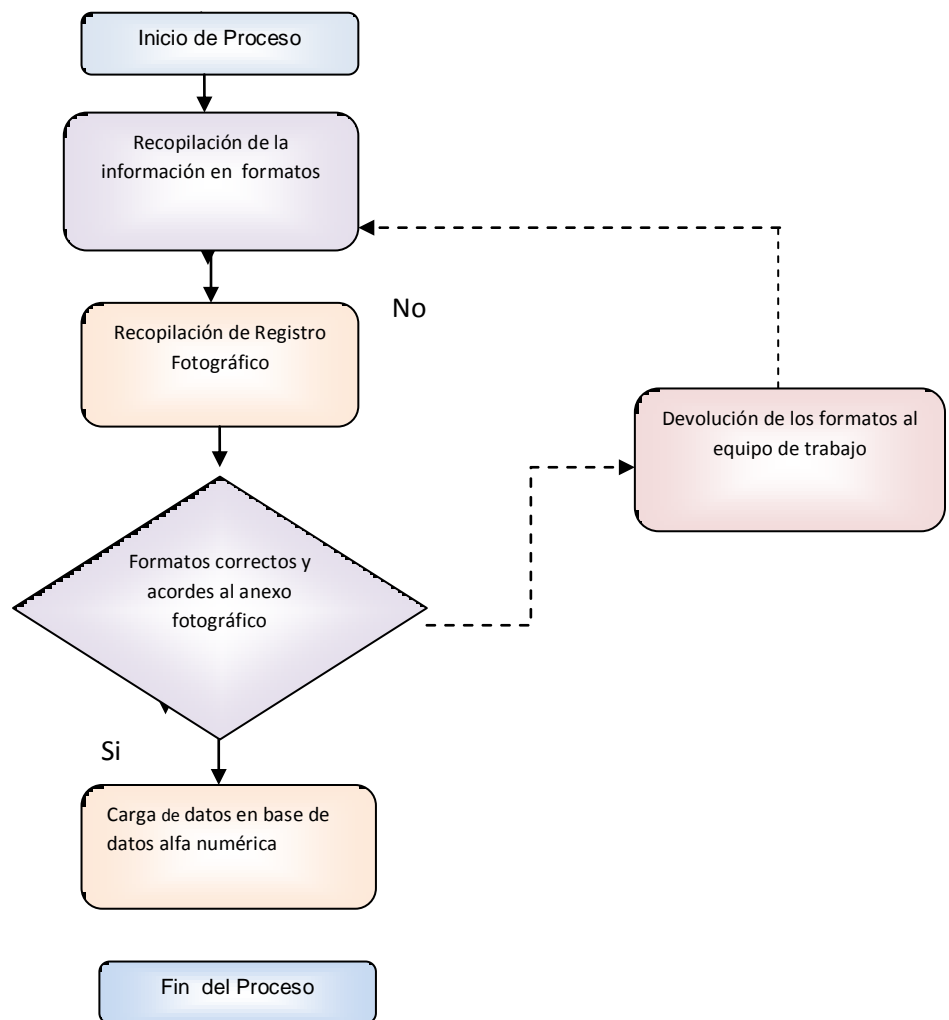 Inicio de Proceso
Recopilación de la
información en formatos
No
Recopilación de Registro
Fotográfico
Devolución de los formatos al
equipo de trabajo
Formatos correctos y
acordes al anexo
fotográfico
Si
Carga de datos en base de
datos alfa numérica
Fin del Proceso